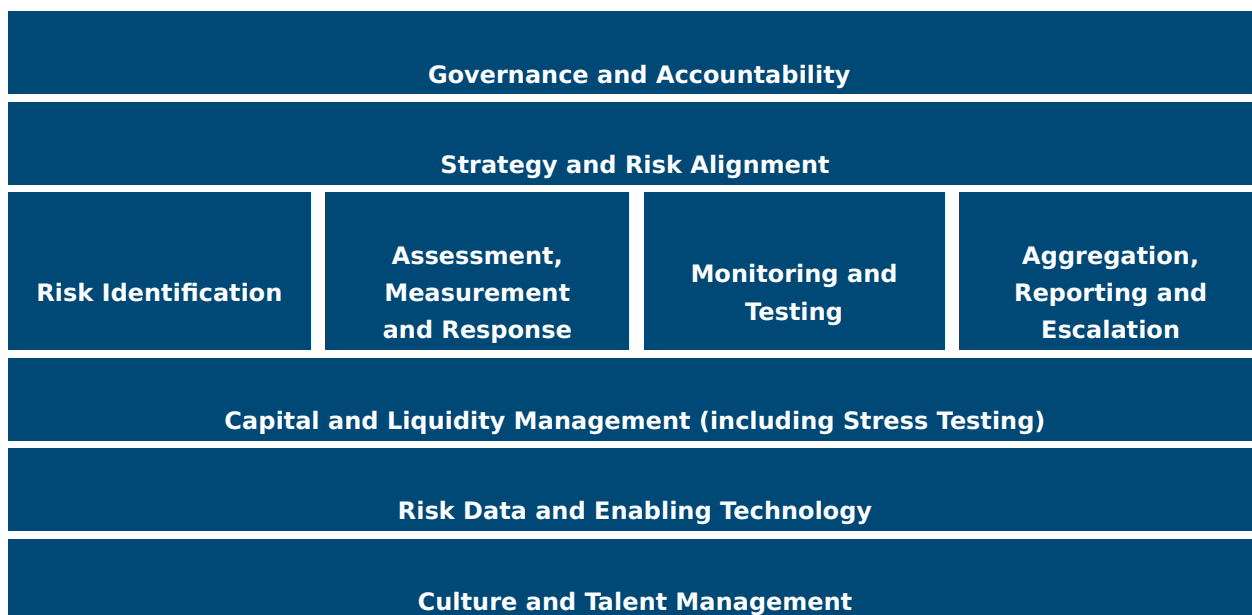 Governance and Accountability
Strategy and Risk Alignment
Risk Identification
Assessment,
Measurement
and Response
Monitoring and
Testing
Aggregation,
Reporting and
Escalation
Capital and Liquidity Management (including Stress Testing)
Risk Data and Enabling Technology
Culture and Talent Management